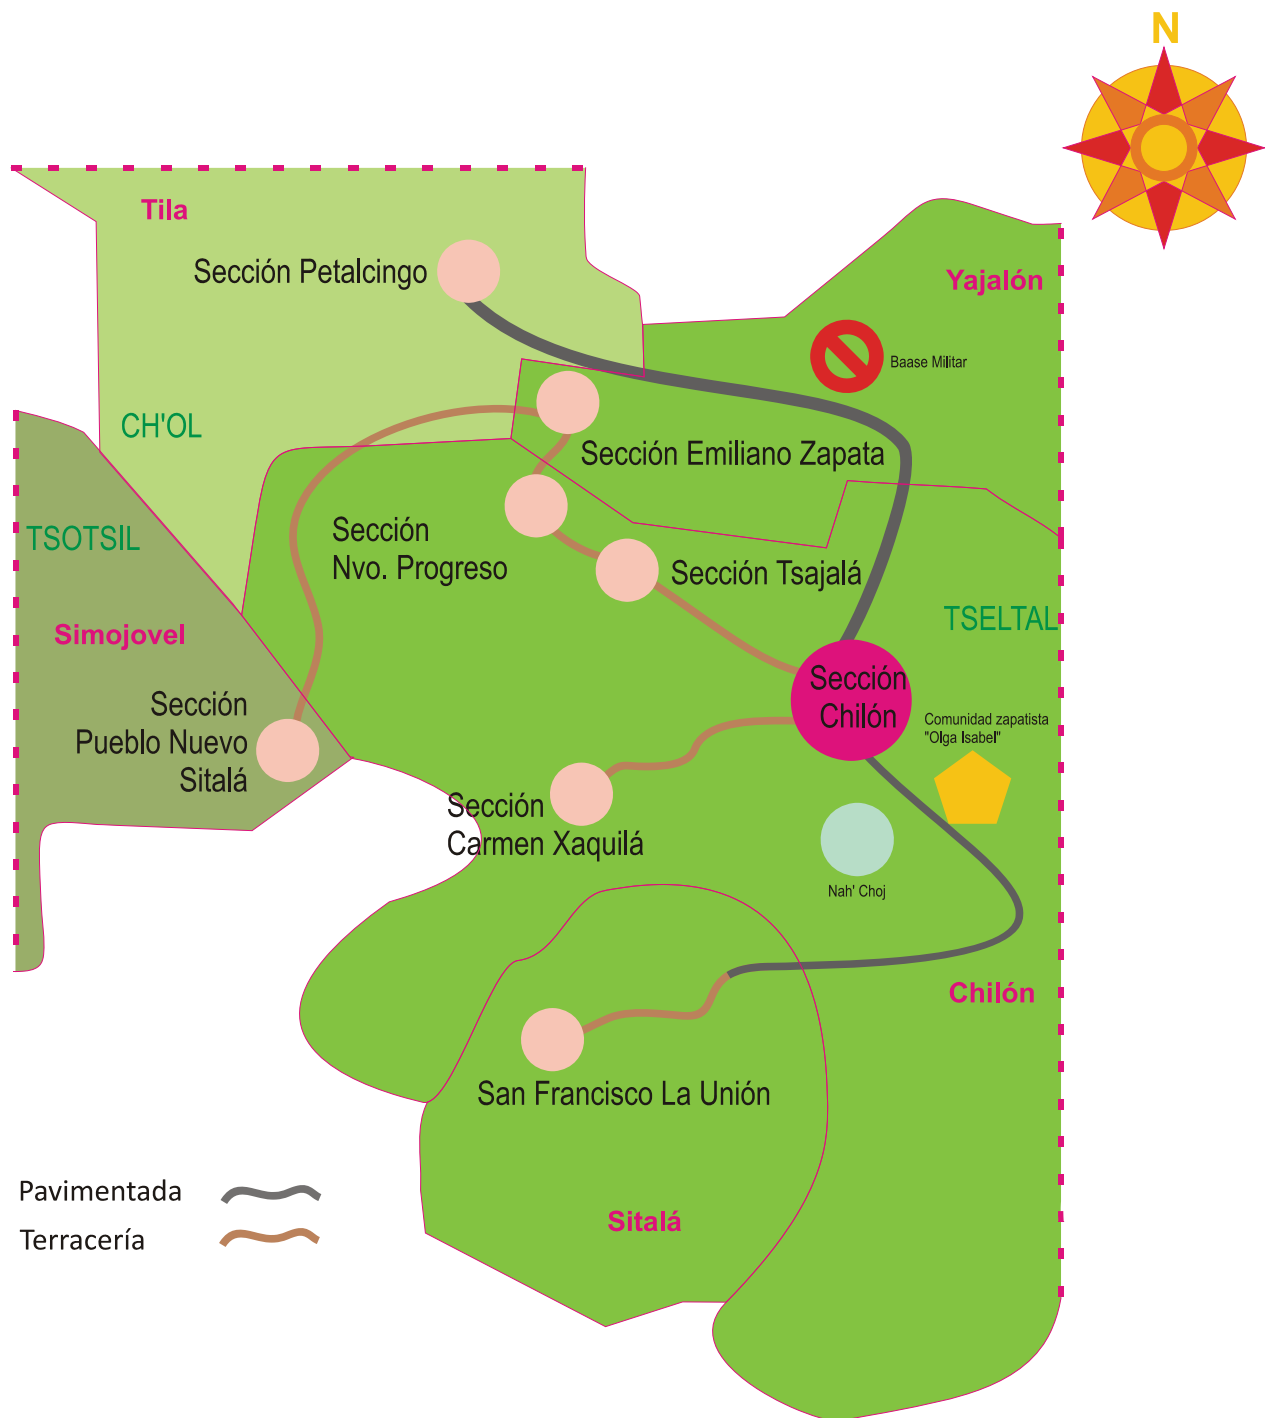 N
Tila
Sección Petalcingo
Yajalón
Baase Militar
CH'OL
Sección Emiliano Zapata
TSOTSIL
Sección
Nvo. Progreso
Sección Tsajalá
TSELTAL
Simojovel
Sección
Chilón
Sección
Pueblo Nuevo
Sitalá
Comunidad zapatista
"Olga Isabel"
Sección
Carmen Xaquilá
Nah' Choj
Chilón
San Francisco La Unión
Pavimentada
Terracería
Sitalá